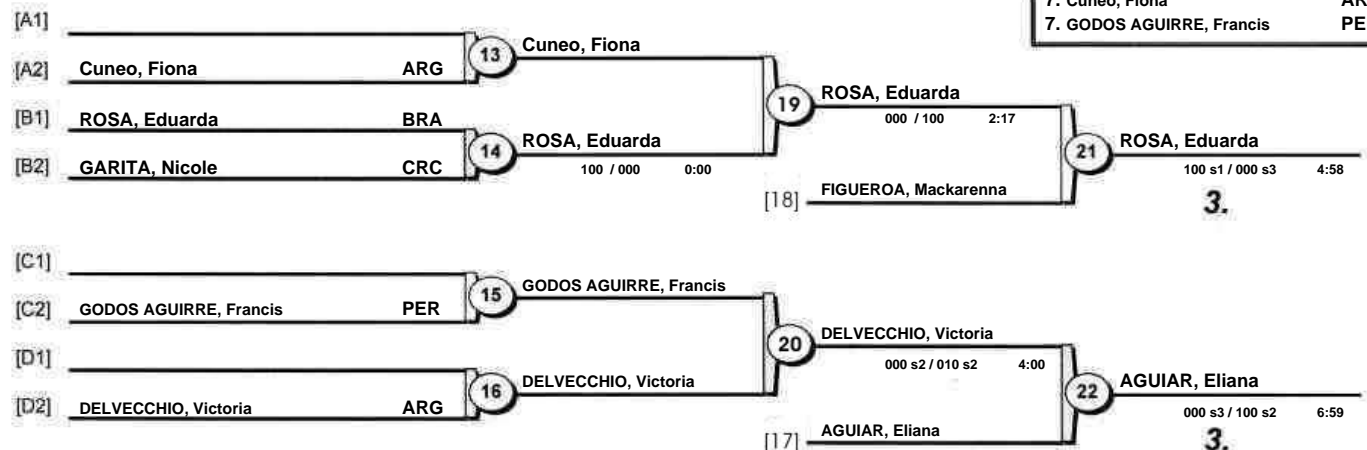 7. Cuneo, Fiona AR
7. GODOS AGUIRRE, Francis PE
[A1]
[A2] Cuneo, Fiona ARG
13 Cuneo, Fiona
[B1] ROSA, Eduarda BRA
[B2] GARITA, Nicole CRC
14 ROSA, Eduarda
100 / 000 0:00
19 ROSA, Eduarda
000 / 100 2:17
[18] FIGUEROA, Mackarenna
21 ROSA, Eduarda
100 s1 / 000 s3 4:58
3.
[C1]
[C2] GODOS AGUIRRE, Francis PER
15 GODOS AGUIRRE, Francis
[D1]
[D2] DELVECCHIO, Victoria ARG
16 DELVECCHIO, Victoria
20 DELVECCHIO, Victoria
000 s2 / 010 s2 4:00
[17] AGUIAR, Eliana
22 AGUIAR, Eliana
000 s3 / 100 s2 6:59
3.